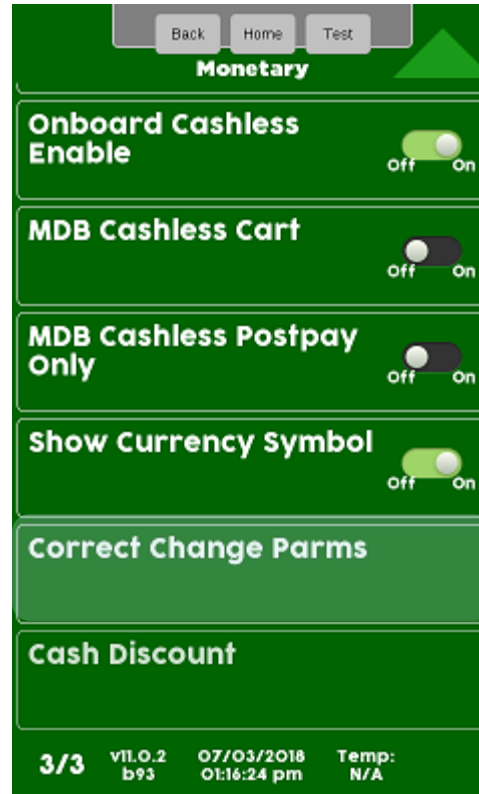 Back Home Test
Monetary
Onboard Cashless
Enable
Off On
MDB Cashless Cart
Off On
MDB Cashless Postpay
Only
Off On
Show Currency Symbol
Off On
Correct Change Parms
Cash Discount
3/3 v11.0.2 07/03/2018 Temp:
b93 01:16:24 pm N/A